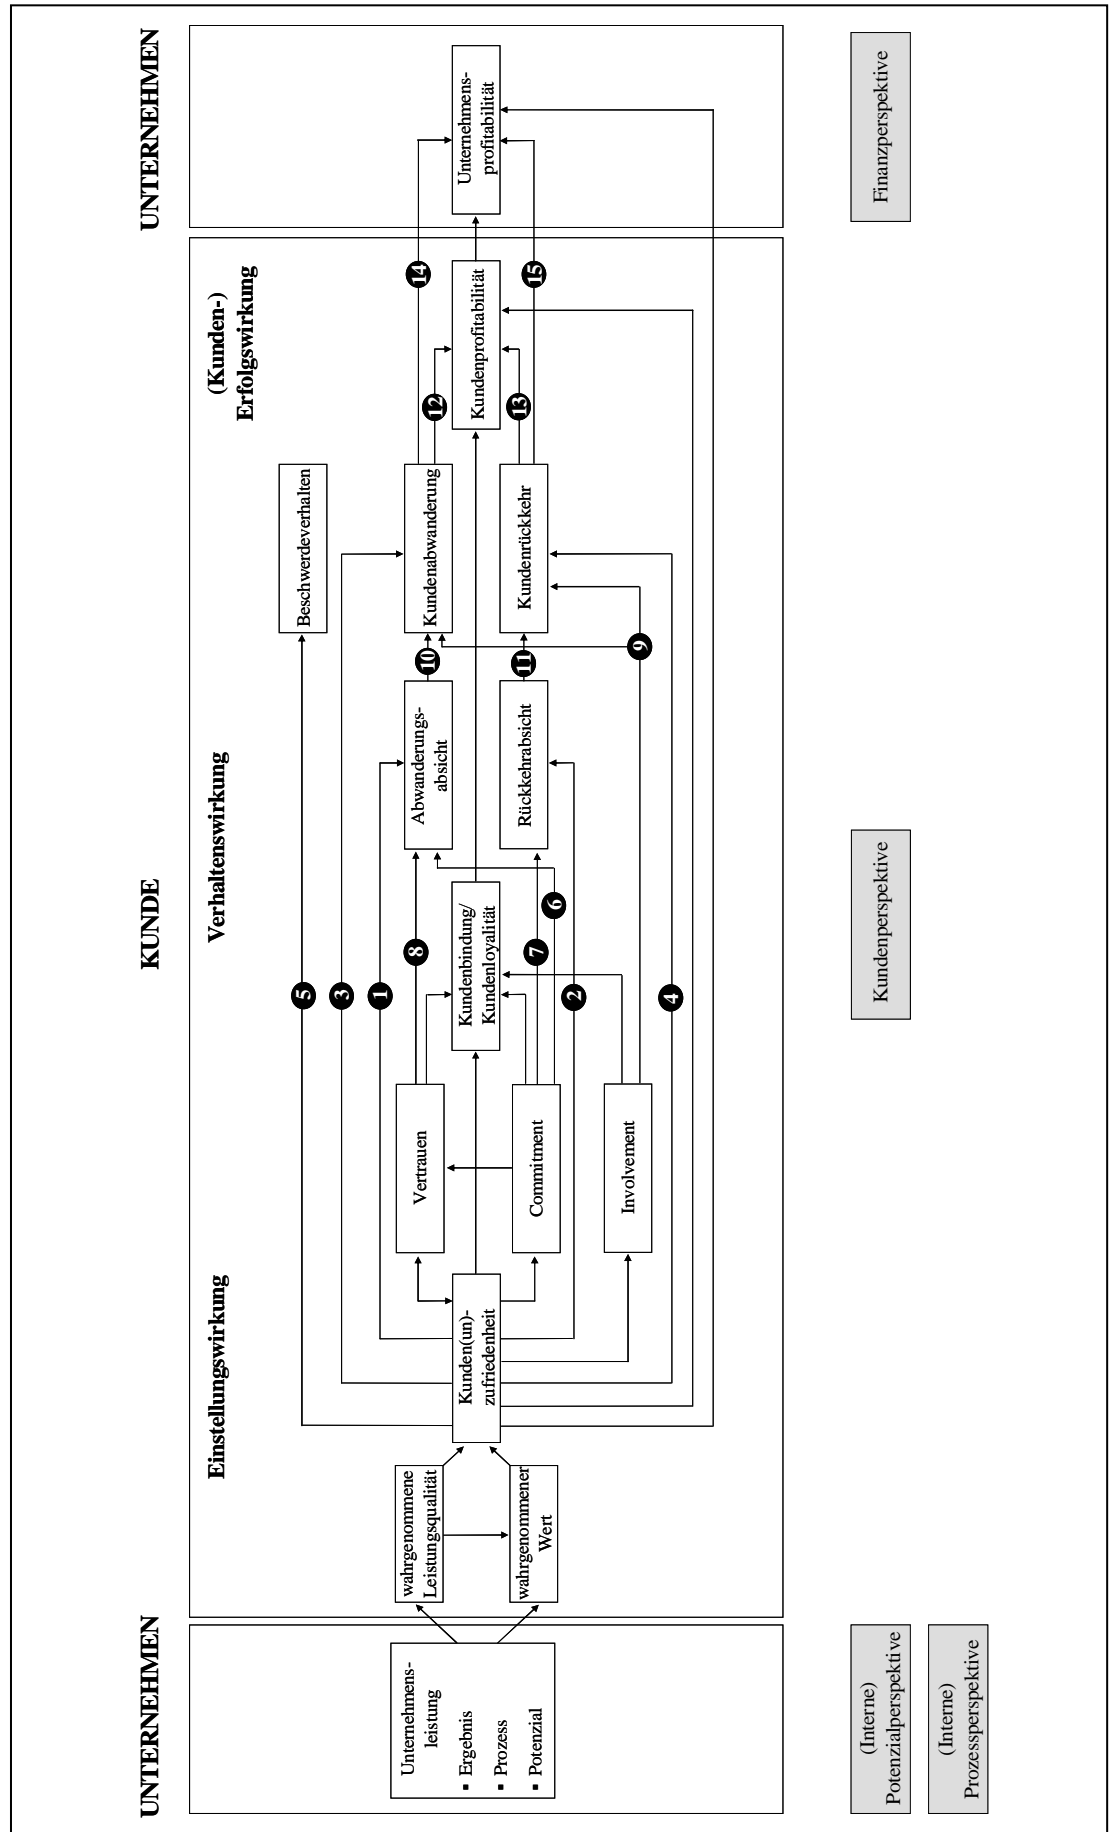 UNTERNEHMEN
KUNDE
UNTERNEHMEN
Einstellungswirkung
Verhaltenswirkung
(Kunden-)
Erfolgswirkung
Unternehmens-
leistung
▪ Ergebnis
▪ Prozess
▪ Potenzial
wahrgenommene
Leistungsqualität
wahrgenommener
Wert
Kunden(un)-
zufriedenheit
Vertrauen
Commitment
Involvement
Kundenbindung/
Kundenloyalität
Abwanderungs-
absicht
Rückkehrabsicht
Beschwerdeverhalten
Kundenabwanderung
Kundenrückkehr
Kundenprofitabilität
Unternehmens-
profitabilität
5
3
1
8
7
6
2
4
10
11
9
12
13
14
15
(Interne)
Potenzialperspektive
(Interne)
Prozessperspektive
Kundenperspektive
Finanzperspektive